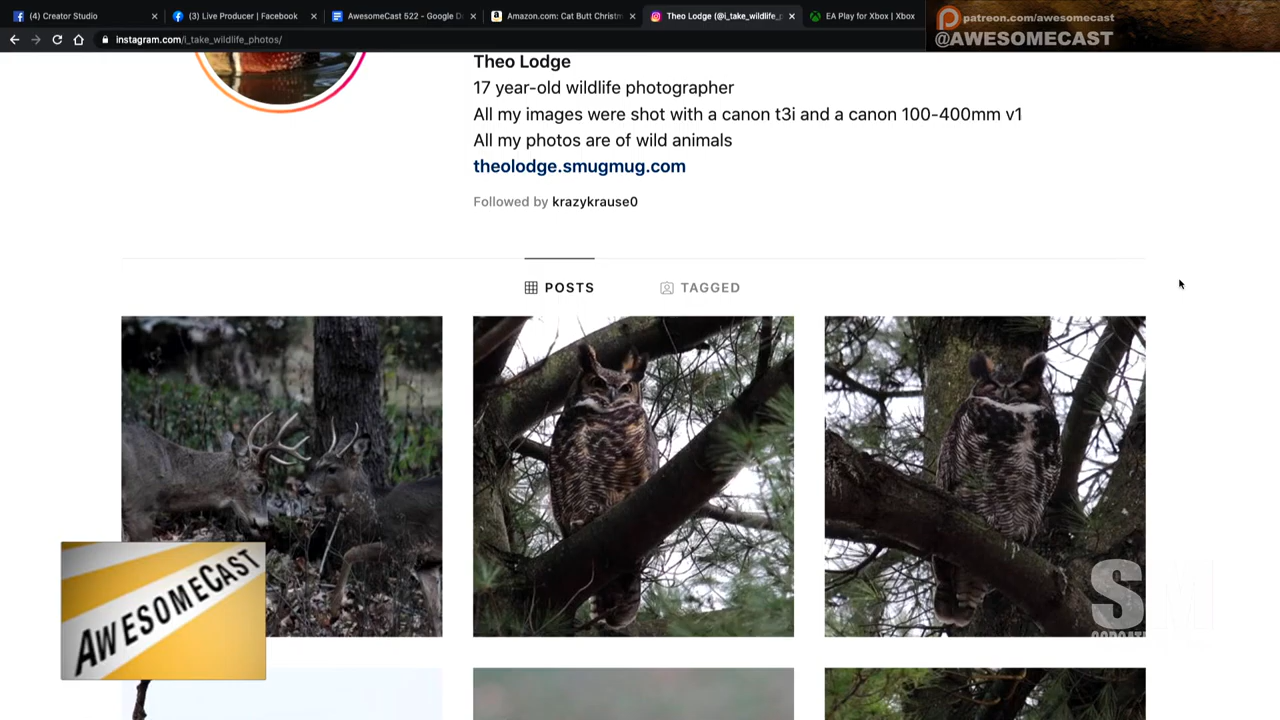 (4) Creator Studio
(3) Live Producer | Facebook
AwesomeCast 522 - Google D
Amazon.com: Cat Butt Christm
Theo Lodge (@i_take_wildlife_p
EA Play for Xbox | Xbox
patreon.com/awesomecast
@AWESOMECAST
instagram.com/i_take_wildlife_photos/
Theo Lodge
17 year-old wildlife photographer
All my images were shot with a canon t3i and a canon 100-400mm v1
All my photos are of wild animals
theolodge.smugmug.com
Followed by krazykrause0
POSTS
TAGGED
AWESOMECAST